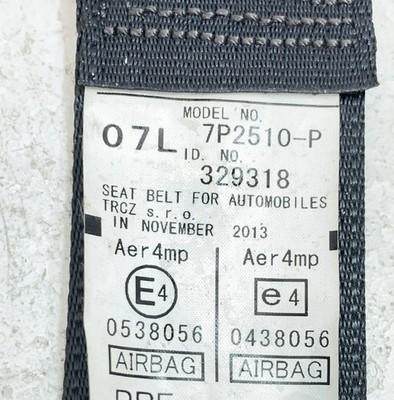 MODEL NO.
07L 7P2510-P
ID. NO.
329318
SEAT BELT FOR AUTOMOBILES
TRCZ s.r.o.
IN NOVEMBER 2013
Aer4mp Aer4mp
E4 e4
0538056 0438056
AIRBAG AIRBAG